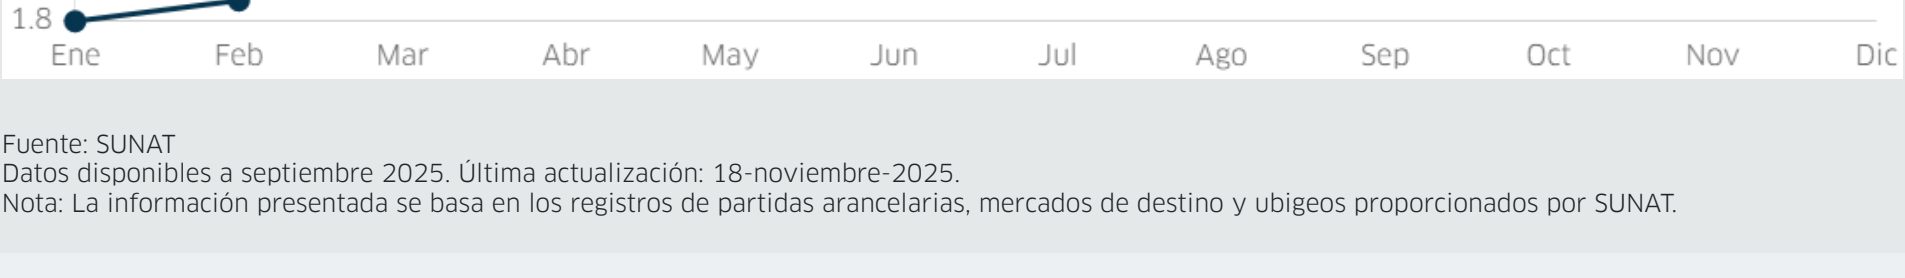 1.8
Ene Feb Mar Abr May Jun Jul Ago Sep Oct Nov Dic
Fuente: SUNAT
Datos disponibles a septiembre 2025. Última actualización: 18-noviembre-2025.
Nota: La información presentada se basa en los registros de partidas arancelarias, mercados de destino y ubigeos proporcionados por SUNAT.